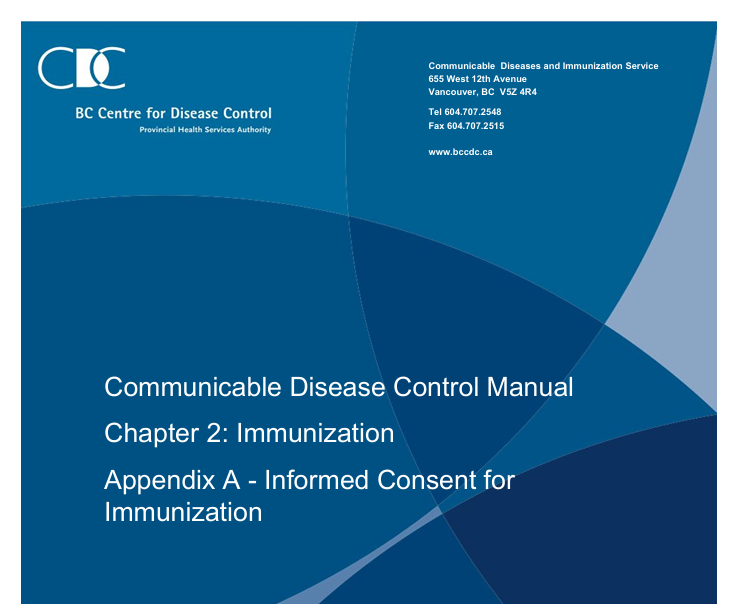 CDC
BC Centre for Disease Control
Provincial Health Services Authority
Communicable Diseases and Immunization Service
655 West 12th Avenue
Vancouver, BC V5Z 4R4
Tel 604.707.2548
Fax 604.707.2515
www.bccdc.ca
Communicable Disease Control Manual
Chapter 2: Immunization
Appendix A - Informed Consent for
Immunization